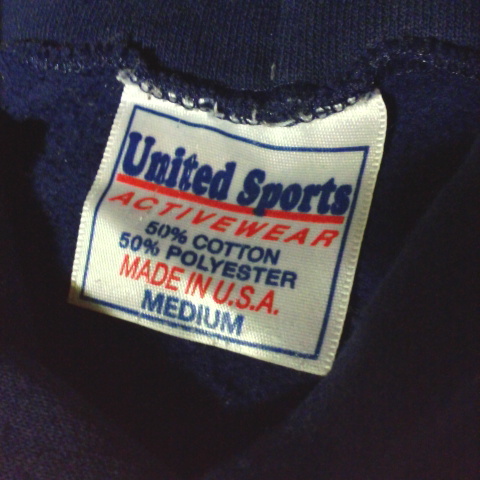 United Sports
ACTIVEWEAR
50% COTTON
50% POLYESTER
MADE IN U.S.A.
MEDIUM